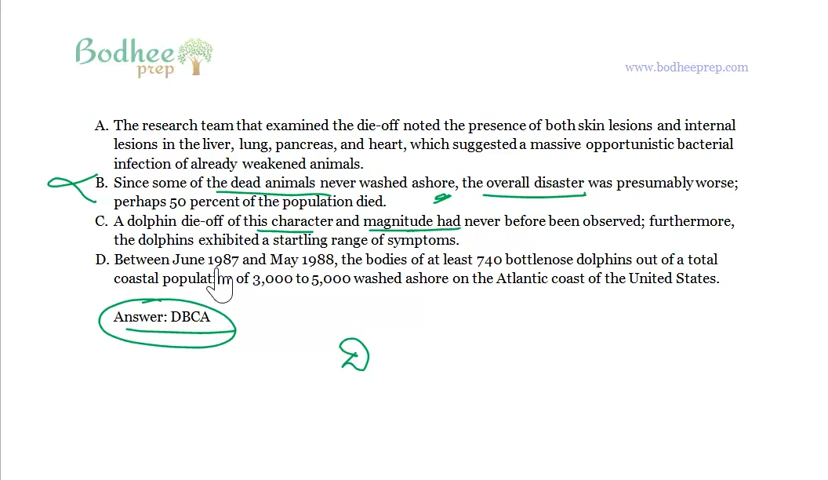 Bodhee
prep
www.bodheeprep.com
A. The research team that examined the die-off noted the presence of both skin lesions and internal
lesions in the liver, lung, pancreas, and heart, which suggested a massive opportunistic bacterial
infection of already weakened animals.
B. Since some of the dead animals never washed ashore, the overall disaster was presumably worse;
perhaps 50 percent of the population died.
C. A dolphin die-off of this character and magnitude had never before been observed; furthermore,
the dolphins exhibited a startling range of symptoms.
D. Between June 1987 and May 1988, the bodies of at least 740 bottlenose dolphins out of a total
coastal population of 3,000 to 5,000 washed ashore on the Atlantic coast of the United States.
Answer: DBCA
D